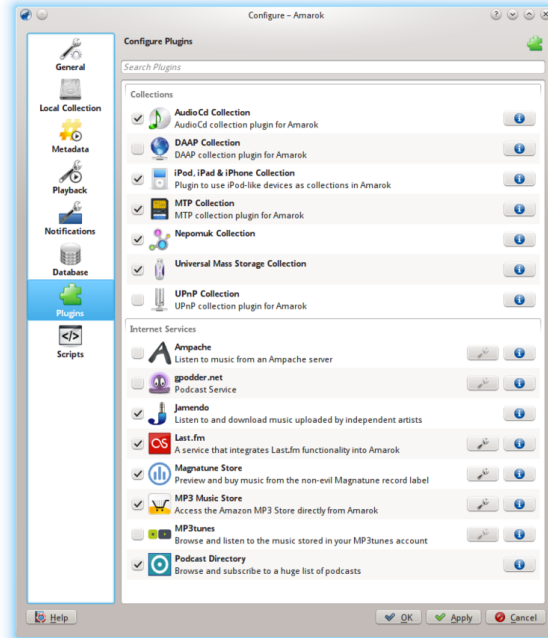 Configure – Amarok
Configure Plugins
Search Plugins
General
Local Collection
Metadata
Playback
Notifications
Database
Plugins
Scripts
Collections
AudioCd Collection
AudioCd collection plugin for Amarok
DAAP Collection
DAAP collection plugin for Amarok
iPod, iPad & iPhone Collection
Plugin to use iPod-like devices as collections in Amarok
MTP Collection
MTP collection plugin for Amarok
Nepomuk Collection
Universal Mass Storage Collection
UPnP Collection
UPnP collection plugin for Amarok
Internet Services
Ampache
Listen to music from an Ampache server
gpodder.net
Podcast Service
Jamendo
Listen to and download music uploaded by independent artists
Last.fm
A service that integrates Last.fm functionality into Amarok
Magnatune Store
Preview and buy music from the non-evil Magnatune record label
MP3 Music Store
Access the Amazon MP3 Store directly from Amarok
MP3tunes
Browse and listen to the music stored in your MP3tunes account
Podcast Directory
Browse and subscribe to a huge list of podcasts
Help
OK
Apply
Cancel